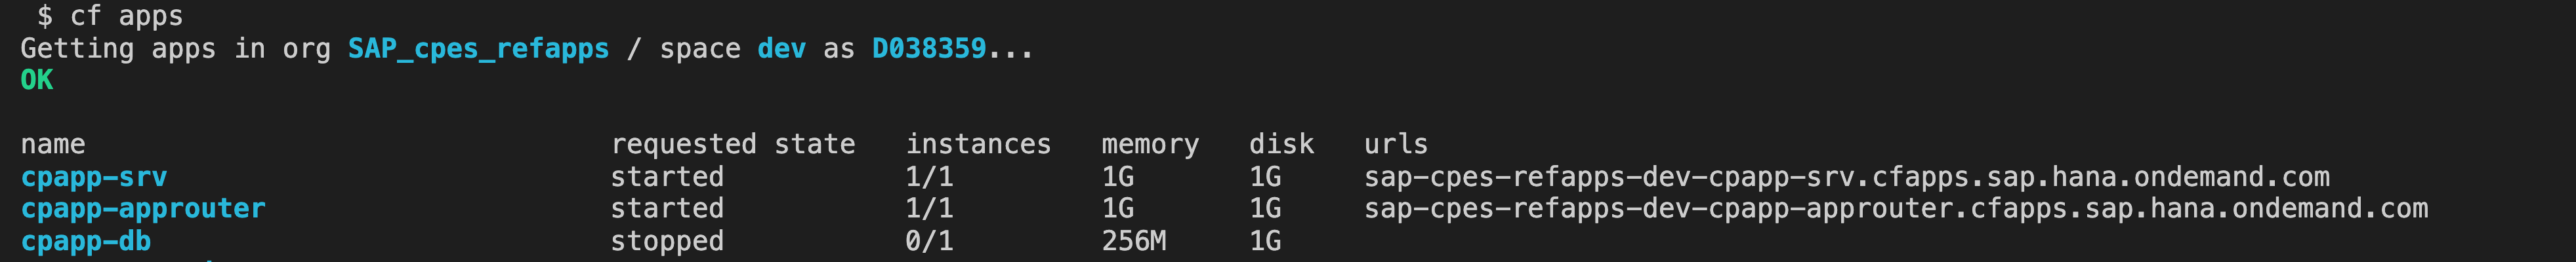 $ cf apps
Getting apps in org SAP_cpes_refapps / space dev as D038359...
OK
name requested state instances memory disk urls
cpapp-srv started 1/1 1G 1G sap-cpes-refapps-dev-cpapp-srv.cfapps.sap.hana.ondemand.com
cpapp-approuter started 1/1 1G 1G sap-cpes-refapps-dev-cpapp-approuter.cfapps.sap.hana.ondemand.com
cpapp-db stopped 0/1 256M 1G